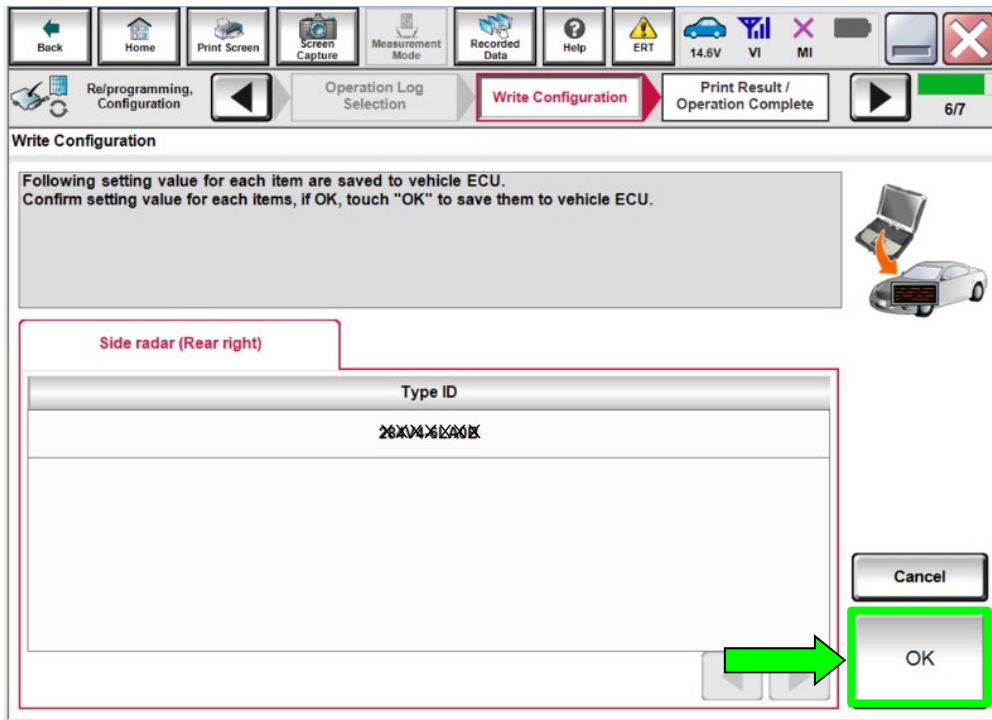 Back
Home
Print Screen
Screen Capture
Measurement Mode
Recorded Data
Help
ERT
14.6V
VI
MI
Re/programming, Configuration
Operation Log Selection
Write Configuration
Print Result / Operation Complete
6/7
Write Configuration
Following setting value for each item are saved to vehicle ECU.
Confirm setting value for each items, if OK, touch "OK" to save them to vehicle ECU.
Side radar (Rear right)
Type ID
Cancel
OK